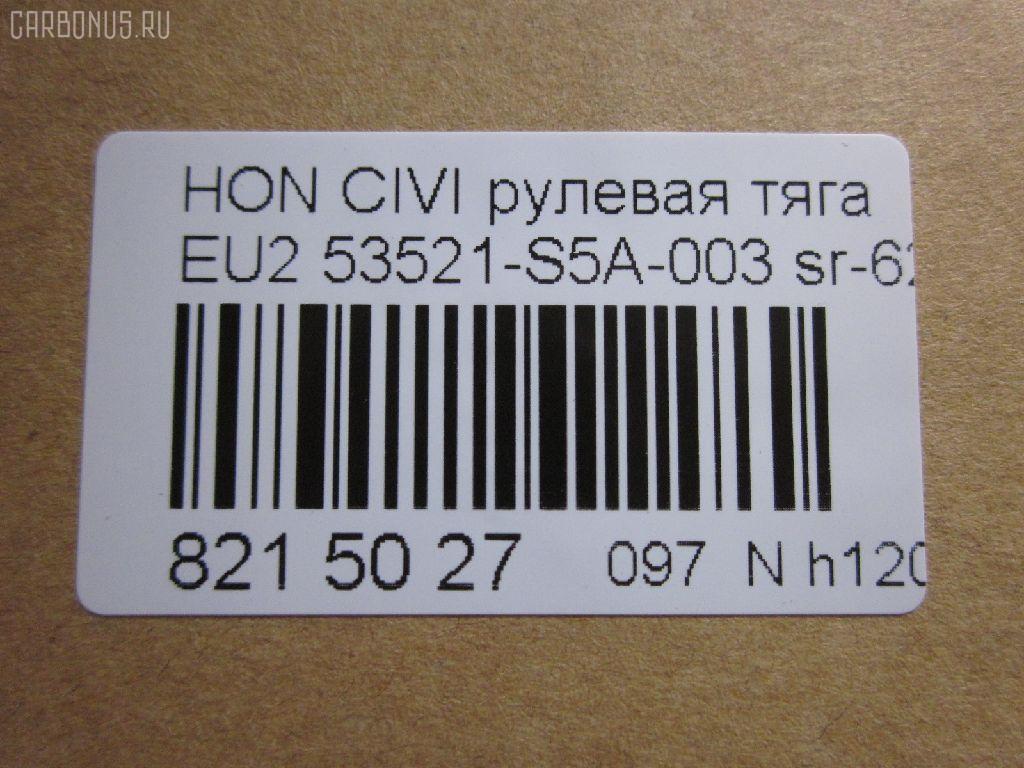 CARBONUS.RU
HON CIVI рулевая тяга
EU2 53521-S5A-003 sr-62
821 50 27 097 N h120